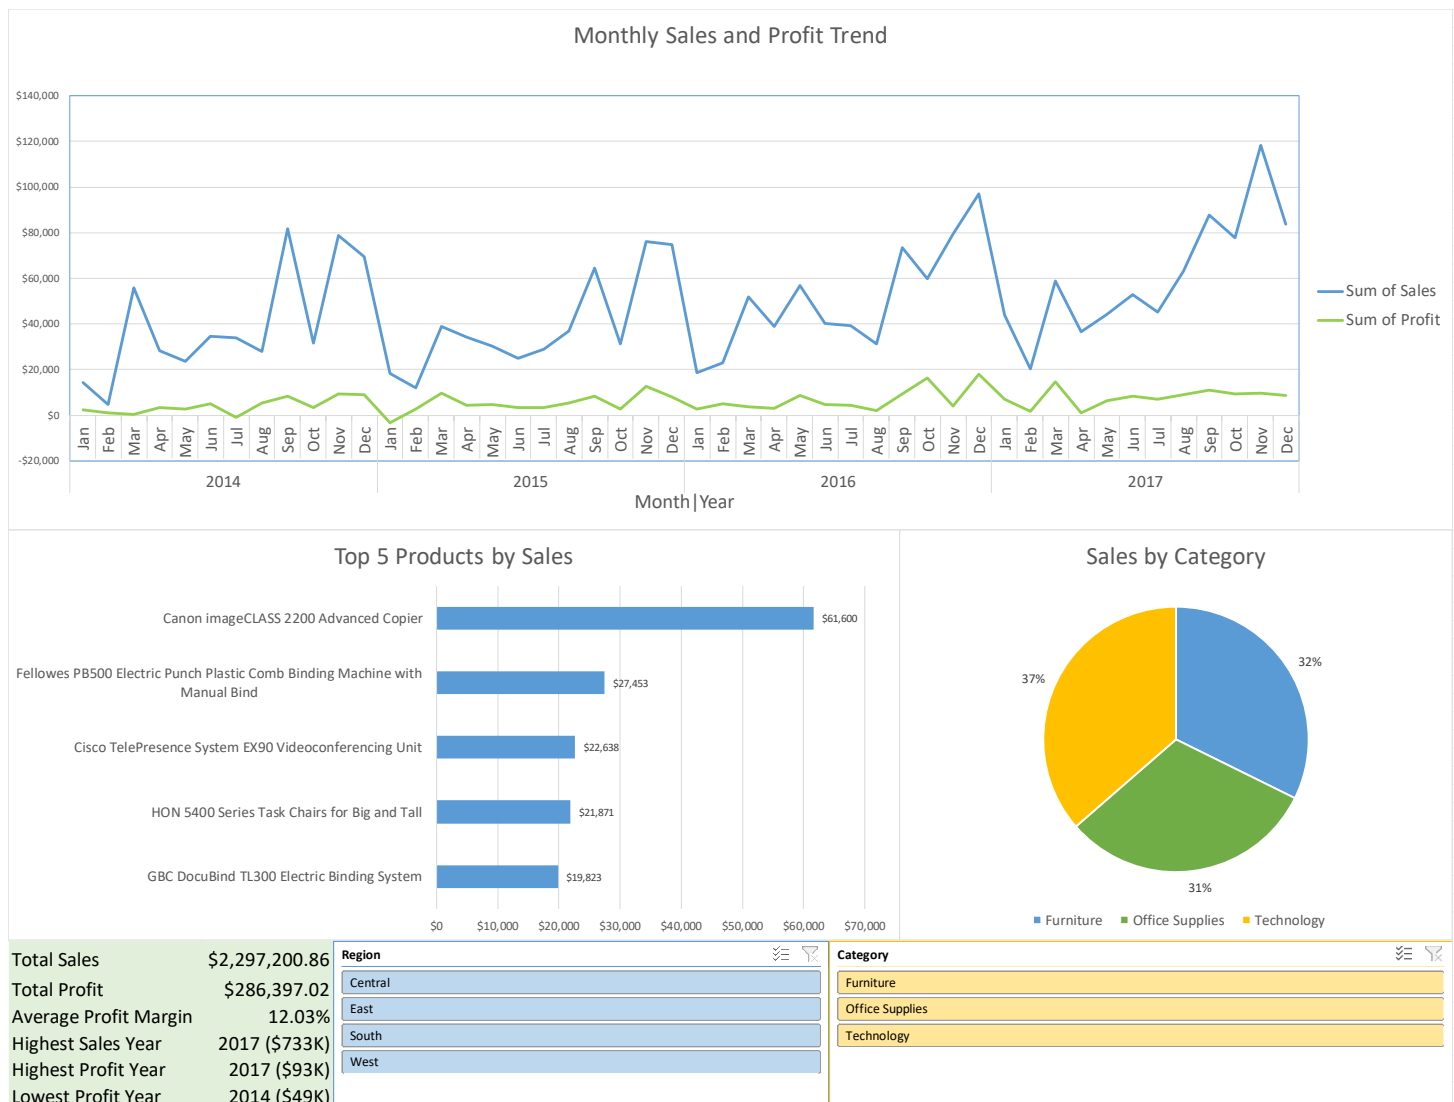 Monthly Sales and Profit Trend
$140,000
$120,000
$100,000
$80,000
$60,000
$40,000
$20,000
$0
-$20,000
Jan Feb Mar Apr May Jun Jul Aug Sep Oct Nov Dec Jan Feb Mar Apr May Jun Jul Aug Sep Oct Nov Dec Jan Feb Mar Apr May Jun Jul Aug Sep Oct Nov Dec Jan Feb Mar Apr May Jun Jul Aug Sep Oct Nov Dec
2014 2015 2016 2017
Month|Year
Sum of Sales
Sum of Profit
Top 5 Products by Sales
Canon imageCLASS 2200 Advanced Copier $61,600
Fellowes PB500 Electric Punch Plastic Comb Binding Machine with
Manual Bind
$27,453
Cisco TelePresence System EX90 Videoconferencing Unit $22,638
HON 5400 Series Task Chairs for Big and Tall $21,871
GBC DocuBind TL300 Electric Binding System $19,823
$0 $10,000 $20,000 $30,000 $40,000 $50,000 $60,000 $70,000
Sales by Category
32%
37%
31%
Furniture Office Supplies Technology
Total Sales $2,297,200.86
Total Profit $286,397.02
Average Profit Margin 12.03%
Highest Sales Year 2017 ($733K)
Highest Profit Year 2017 ($93K)
Lowest Profit Year 2014 ($49K)
Region
Central
East
South
West
Category
Furniture
Office Supplies
Technology